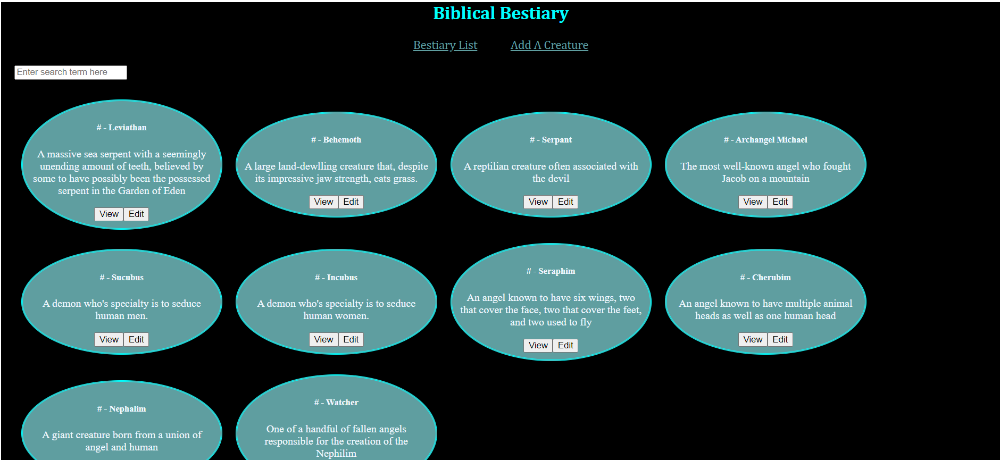 Biblical Bestiary
Bestiary List
Add A Creature
Enter search term here
# - Leviathan
A massive sea serpent with a seemingly
unending amount of teeth, believed by
some to have possibly been the possessed
serpent in the Garden of Eden
View Edit
# - Behemoth
A large land-dewlling creature that, despite
its impressive jaw strength, eats grass.
View Edit
# - Serpant
A reptilian creature often associated with
the devil
View Edit
# - Archangel Michael
The most well-known angel who fought
Jacob on a mountain
View Edit
# - Sucubus
A demon who's specialty is to seduce
human men.
View Edit
# - Incubus
A demon who's specialty is to seduce
human women.
View Edit
# - Seraphim
An angel known to have six wings, two
that cover the face, two that cover the feet,
and two used to fly
View Edit
# - Cherubim
An angel known to have multiple animal
heads as well as one human head
View Edit
# - Nephalim
A giant creature born from a union of
angel and human
# - Watcher
One of a handful of fallen angels
responsible for the creation of the
Nephilim